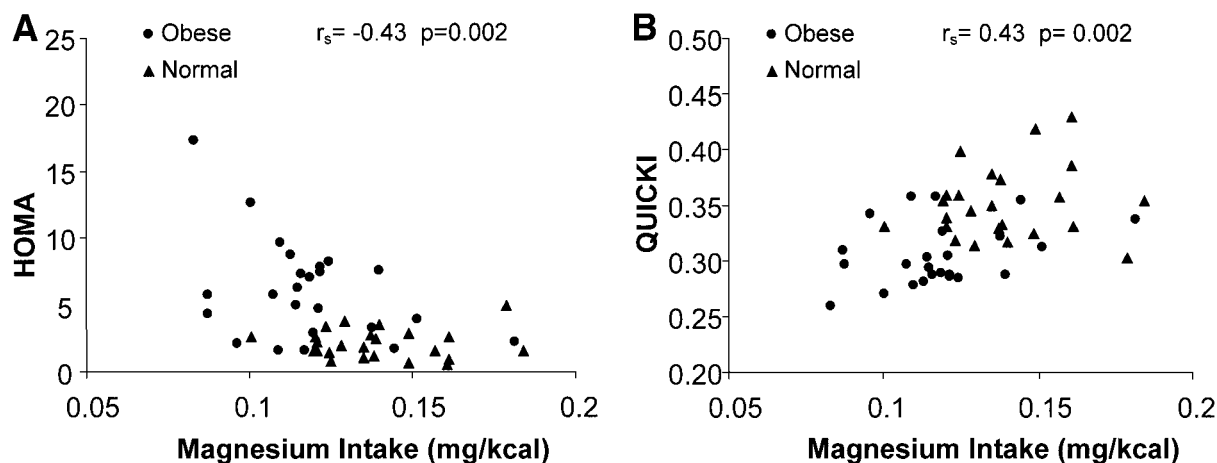 A
● Obese
▲ Normal
r_s= -0.43 p=0.002
25
20
15
10
5
0
HOMA
0.05 0.1 0.15 0.2
Magnesium Intake (mg/kcal)
B
● Obese
▲ Normal
r_s= 0.43 p= 0.002
0.50
0.45
0.40
0.35
0.30
0.25
0.20
QUICKI
0.05 0.1 0.15 0.2
Magnesium Intake (mg/kcal)